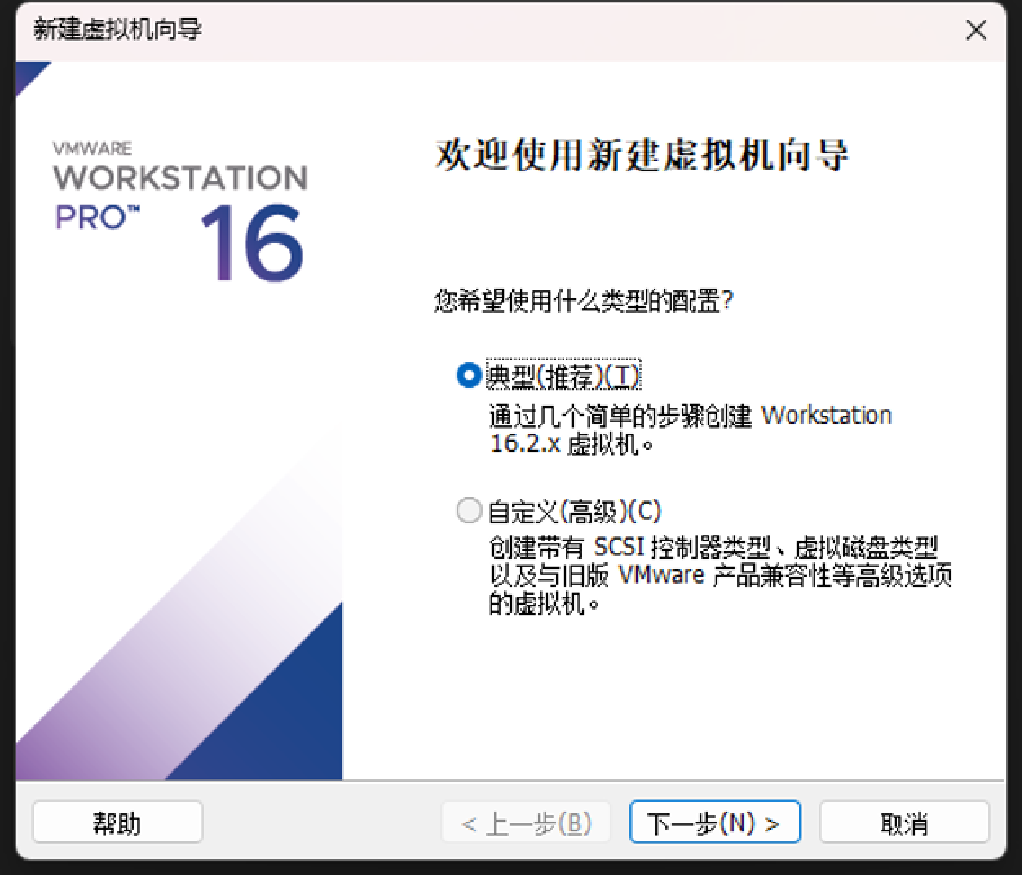 新建虚拟机向导
VMWARE
WORKSTATION
PRO™
16
欢迎使用新建虚拟机向导
您希望使用什么类型的配置?
典型(推荐)(T)
通过几个简单的步骤创建 Workstation
16.2.x 虚拟机。
自定义(高级)(C)
创建带有 SCSI 控制器类型、虚拟磁盘类型
以及与旧版 VMware 产品兼容性等高级选项
的虚拟机。
帮助
< 上一步(B)
下一步(N) >
取消